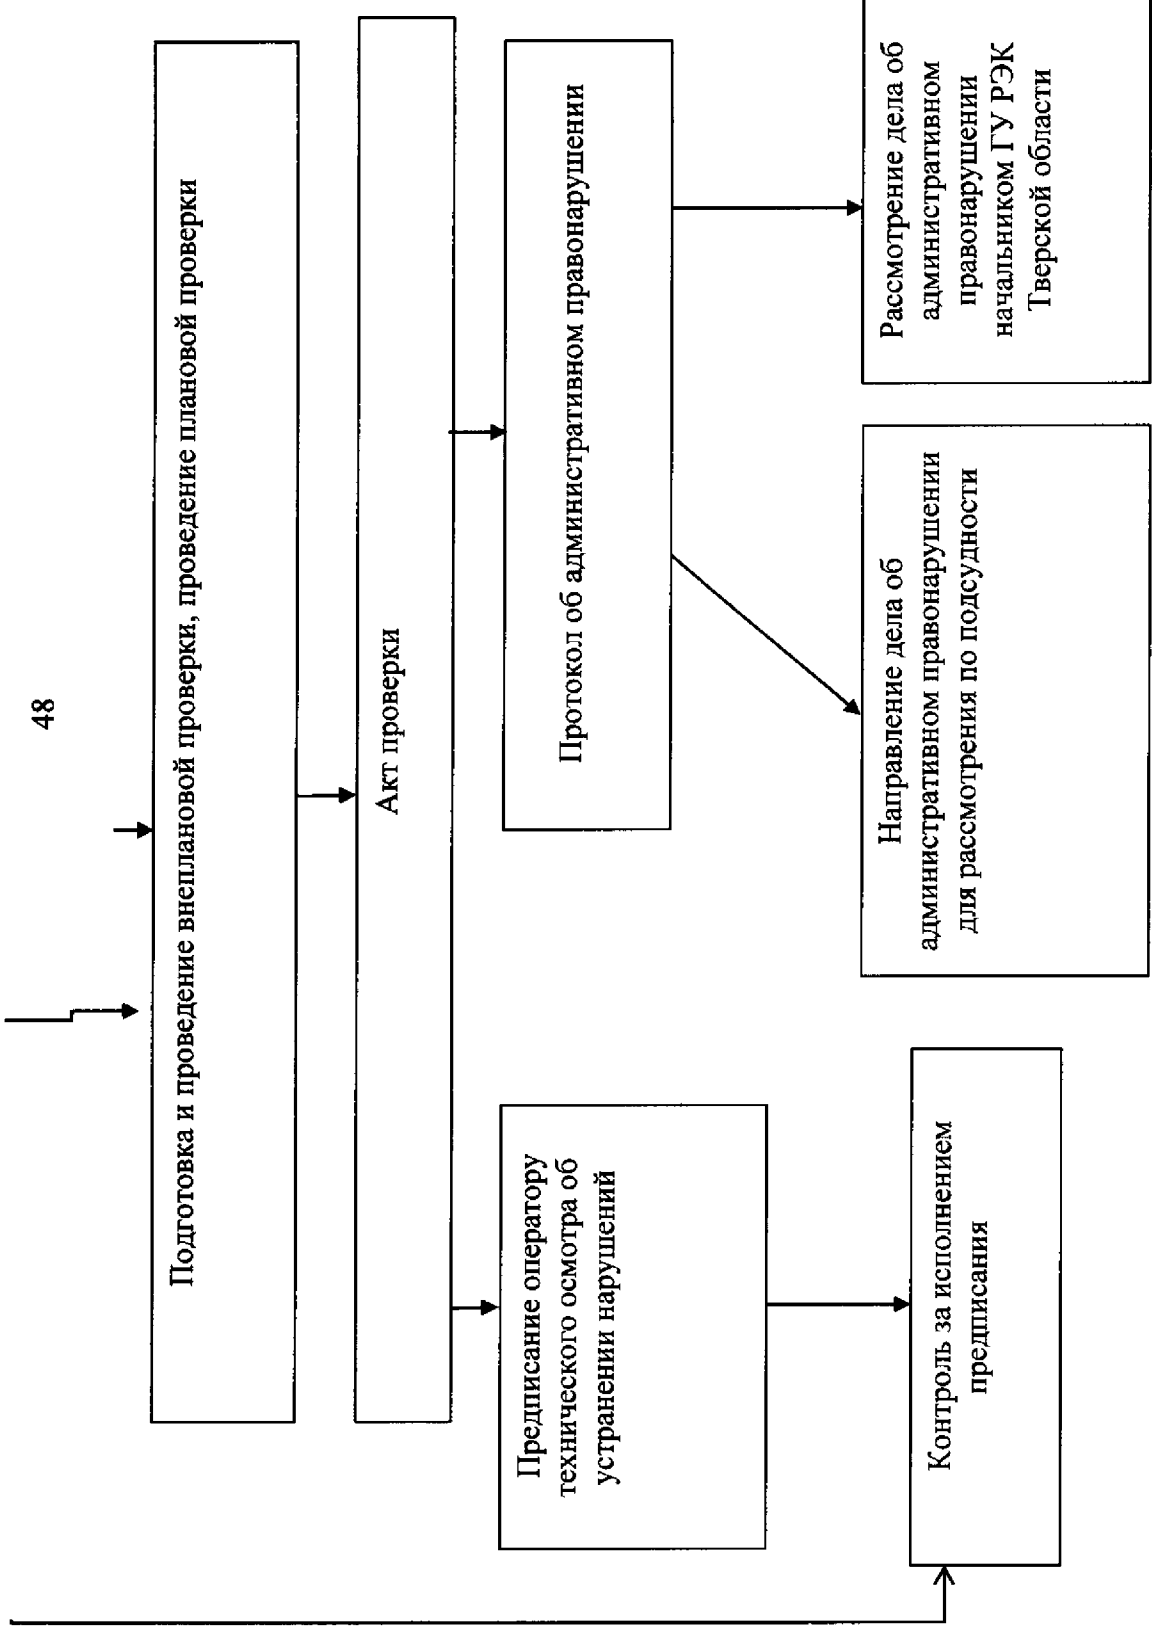 48
Подготовка и проведение внеплановой проверки, проведение плановой проверки
Акт проверки
Предписание оператору
технического осмотра об
устранении нарушений
Протокол об административном правонарушении
Контроль за исполнением
предписания
Направление дела об
административном правонарушении
для рассмотрения по подсудности
Рассмотрение дела об
административном
правонарушении
начальником ГУ РЭК
Тверской области